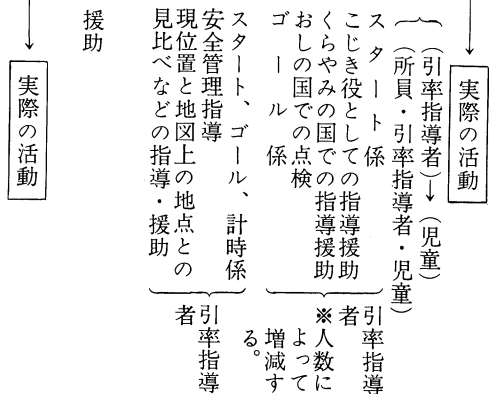 実際の活動
（引率指導者）→（児童）
（所員・引率指導者・児童）
スタート係
こじき役としての指導援助
くらやみの国での指導援助
おしの国での点検
ゴール係
引率指導
者
※人数に
よって
増減す
る。
スタート、ゴール、計時係
安全管理指導
現位置と地図上の地点との
見比べなどの指導・援助
引率指導
者
援助
実際の活動